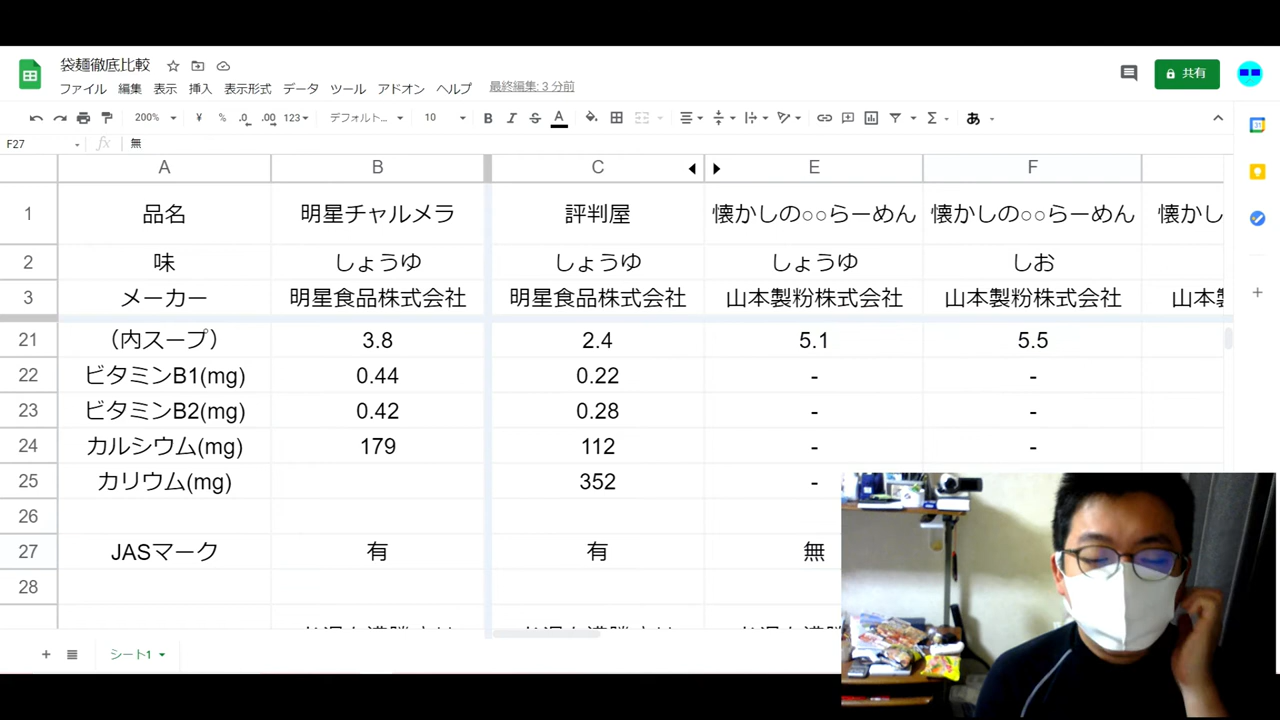 袋麺徹底比較
ファイル 編集 表示 挿入 表示形式 データ ツール アドオン ヘルプ 最終編集: 3 分前
共有
200% ¥ % .0 .00 123 デフォルト... 10 B I S A Σ あ
F27 fx 無
A B C E F
1 品名 明星チャルメラ 評判屋 懐かしの○○らーめん 懐かしの○○らーめん 懐かし
2 味 しょうゆ しょうゆ しょうゆ しお
3 メーカー 明星食品株式会社 明星食品株式会社 山本製粉株式会社 山本製粉株式会社 山本製
21 (内スープ) 3.8 2.4 5.1 5.5
22 ビタミンB1(mg) 0.44 0.22 - -
23 ビタミンB2(mg) 0.42 0.28 - -
24 カルシウム(mg) 179 112 - -
25 カリウム(mg) 352 -
26
27 JASマーク 有 有 無
28
シート1